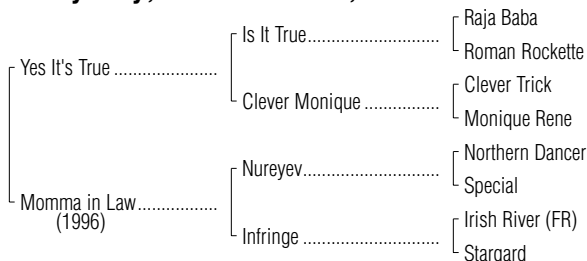 Raja Baba
Is It True
Roman Rockette
Yes It's True
Clever Trick
Clever Monique
Monique Rene
Northern Dancer
Nureyev
Special
Momma in Law
(1996)
Irish River (FR)
Infringe
Stargard